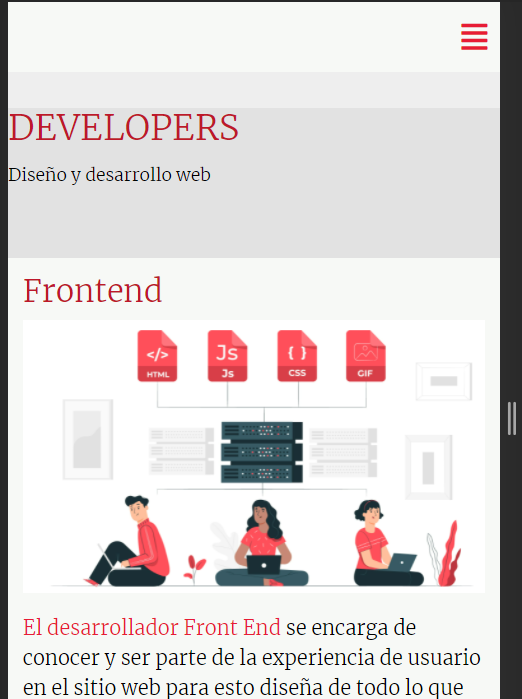 DEVELOPERS
Diseño y desarrollo web
Frontend
</> Js { }
HTML Js CSS GIF
El desarrollador Front End se encarga de
conocer y ser parte de la experiencia de usuario
en el sitio web para esto diseña de todo lo que